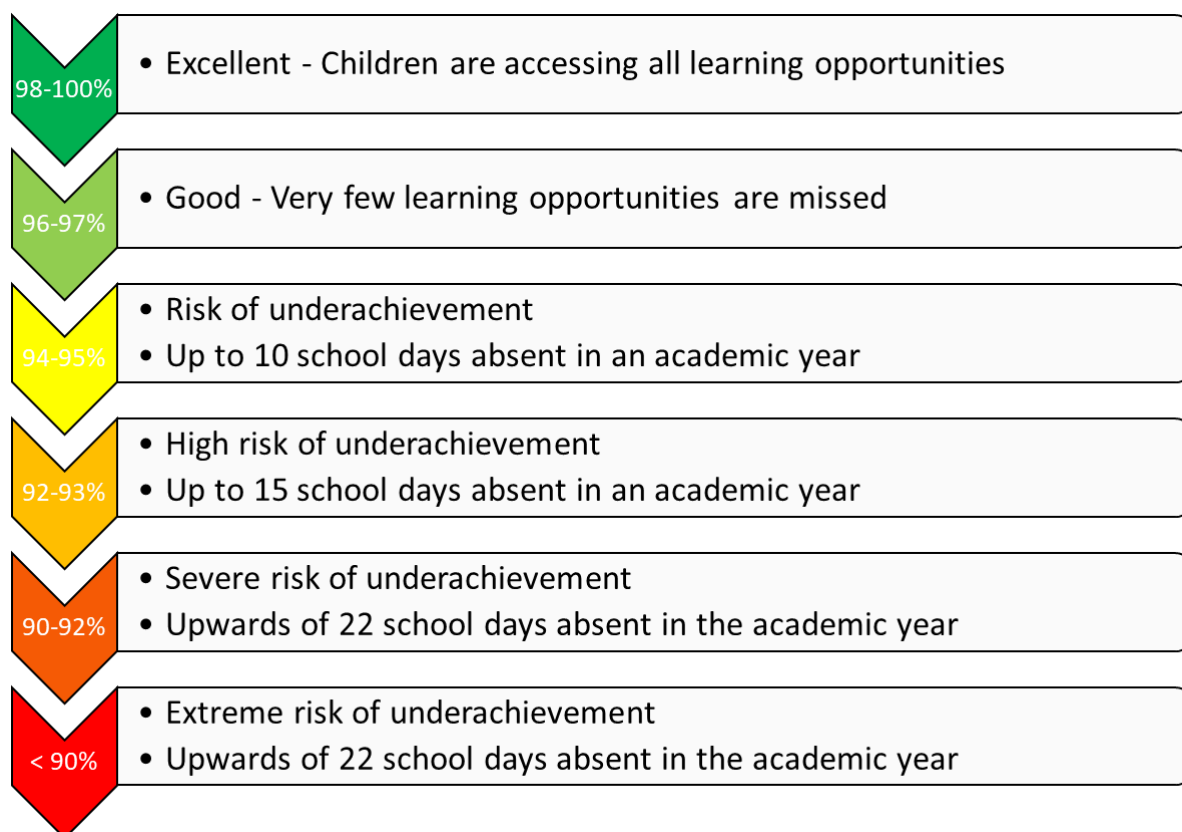 98-100%
• Excellent - Children are accessing all learning opportunities
96-97%
• Good - Very few learning opportunities are missed
94-95%
• Risk of underachievement
• Up to 10 school days absent in an academic year
92-93%
• High risk of underachievement
• Up to 15 school days absent in an academic year
90-92%
• Severe risk of underachievement
• Upwards of 22 school days absent in the academic year
< 90%
• Extreme risk of underachievement
• Upwards of 22 school days absent in the academic year